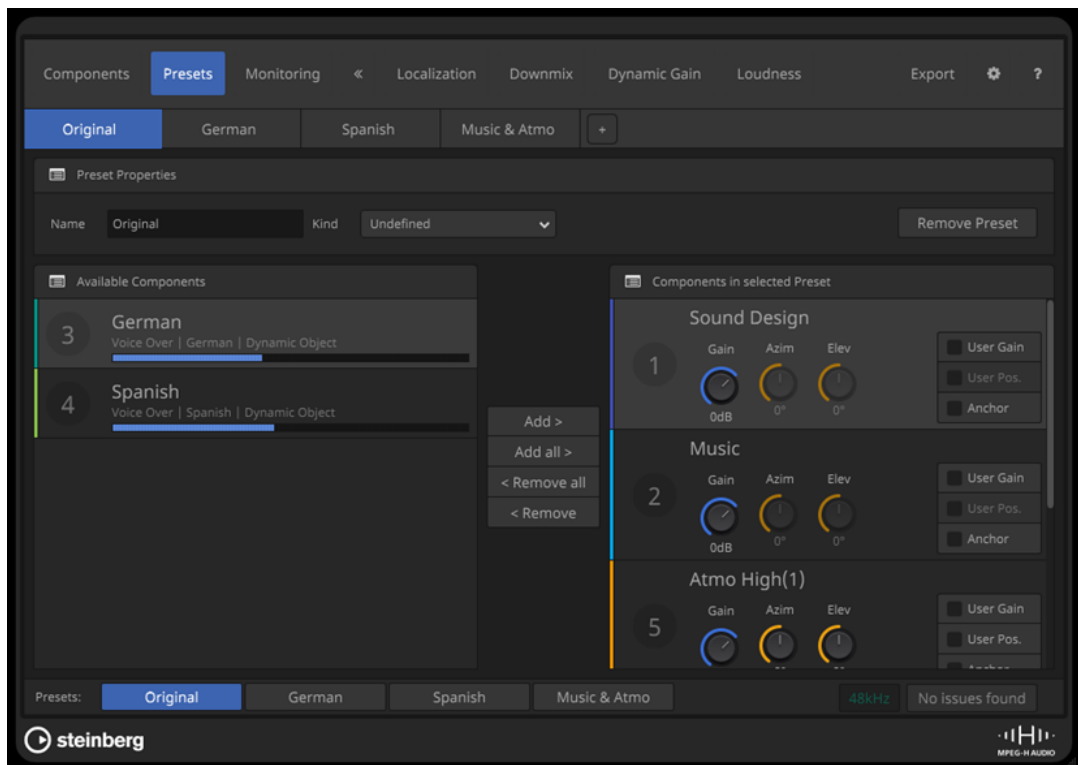 Components Presets Monitoring « Localization Downmix Dynamic Gain Loudness Export ?
Original German Spanish Music & Atmo +
Preset Properties
Name Original Kind Undefined Remove Preset
Available Components
3 German
Voice Over | German | Dynamic Object
4 Spanish
Voice Over | Spanish | Dynamic Object
Add >
Add all >
< Remove all
< Remove
Components in selected Preset
Sound Design
1 Gain Azim Elev User Gain
User Pos.
0dB 0° 0° Anchor
Music
2 Gain Azim Elev User Gain
User Pos.
0dB 0° 0° Anchor
Atmo High(1)
5 Gain Azim Elev User Gain
User Pos.
Presets: Original German Spanish Music & Atmo 48kHz No issues found
steinberg
MPEG-H AUDIO